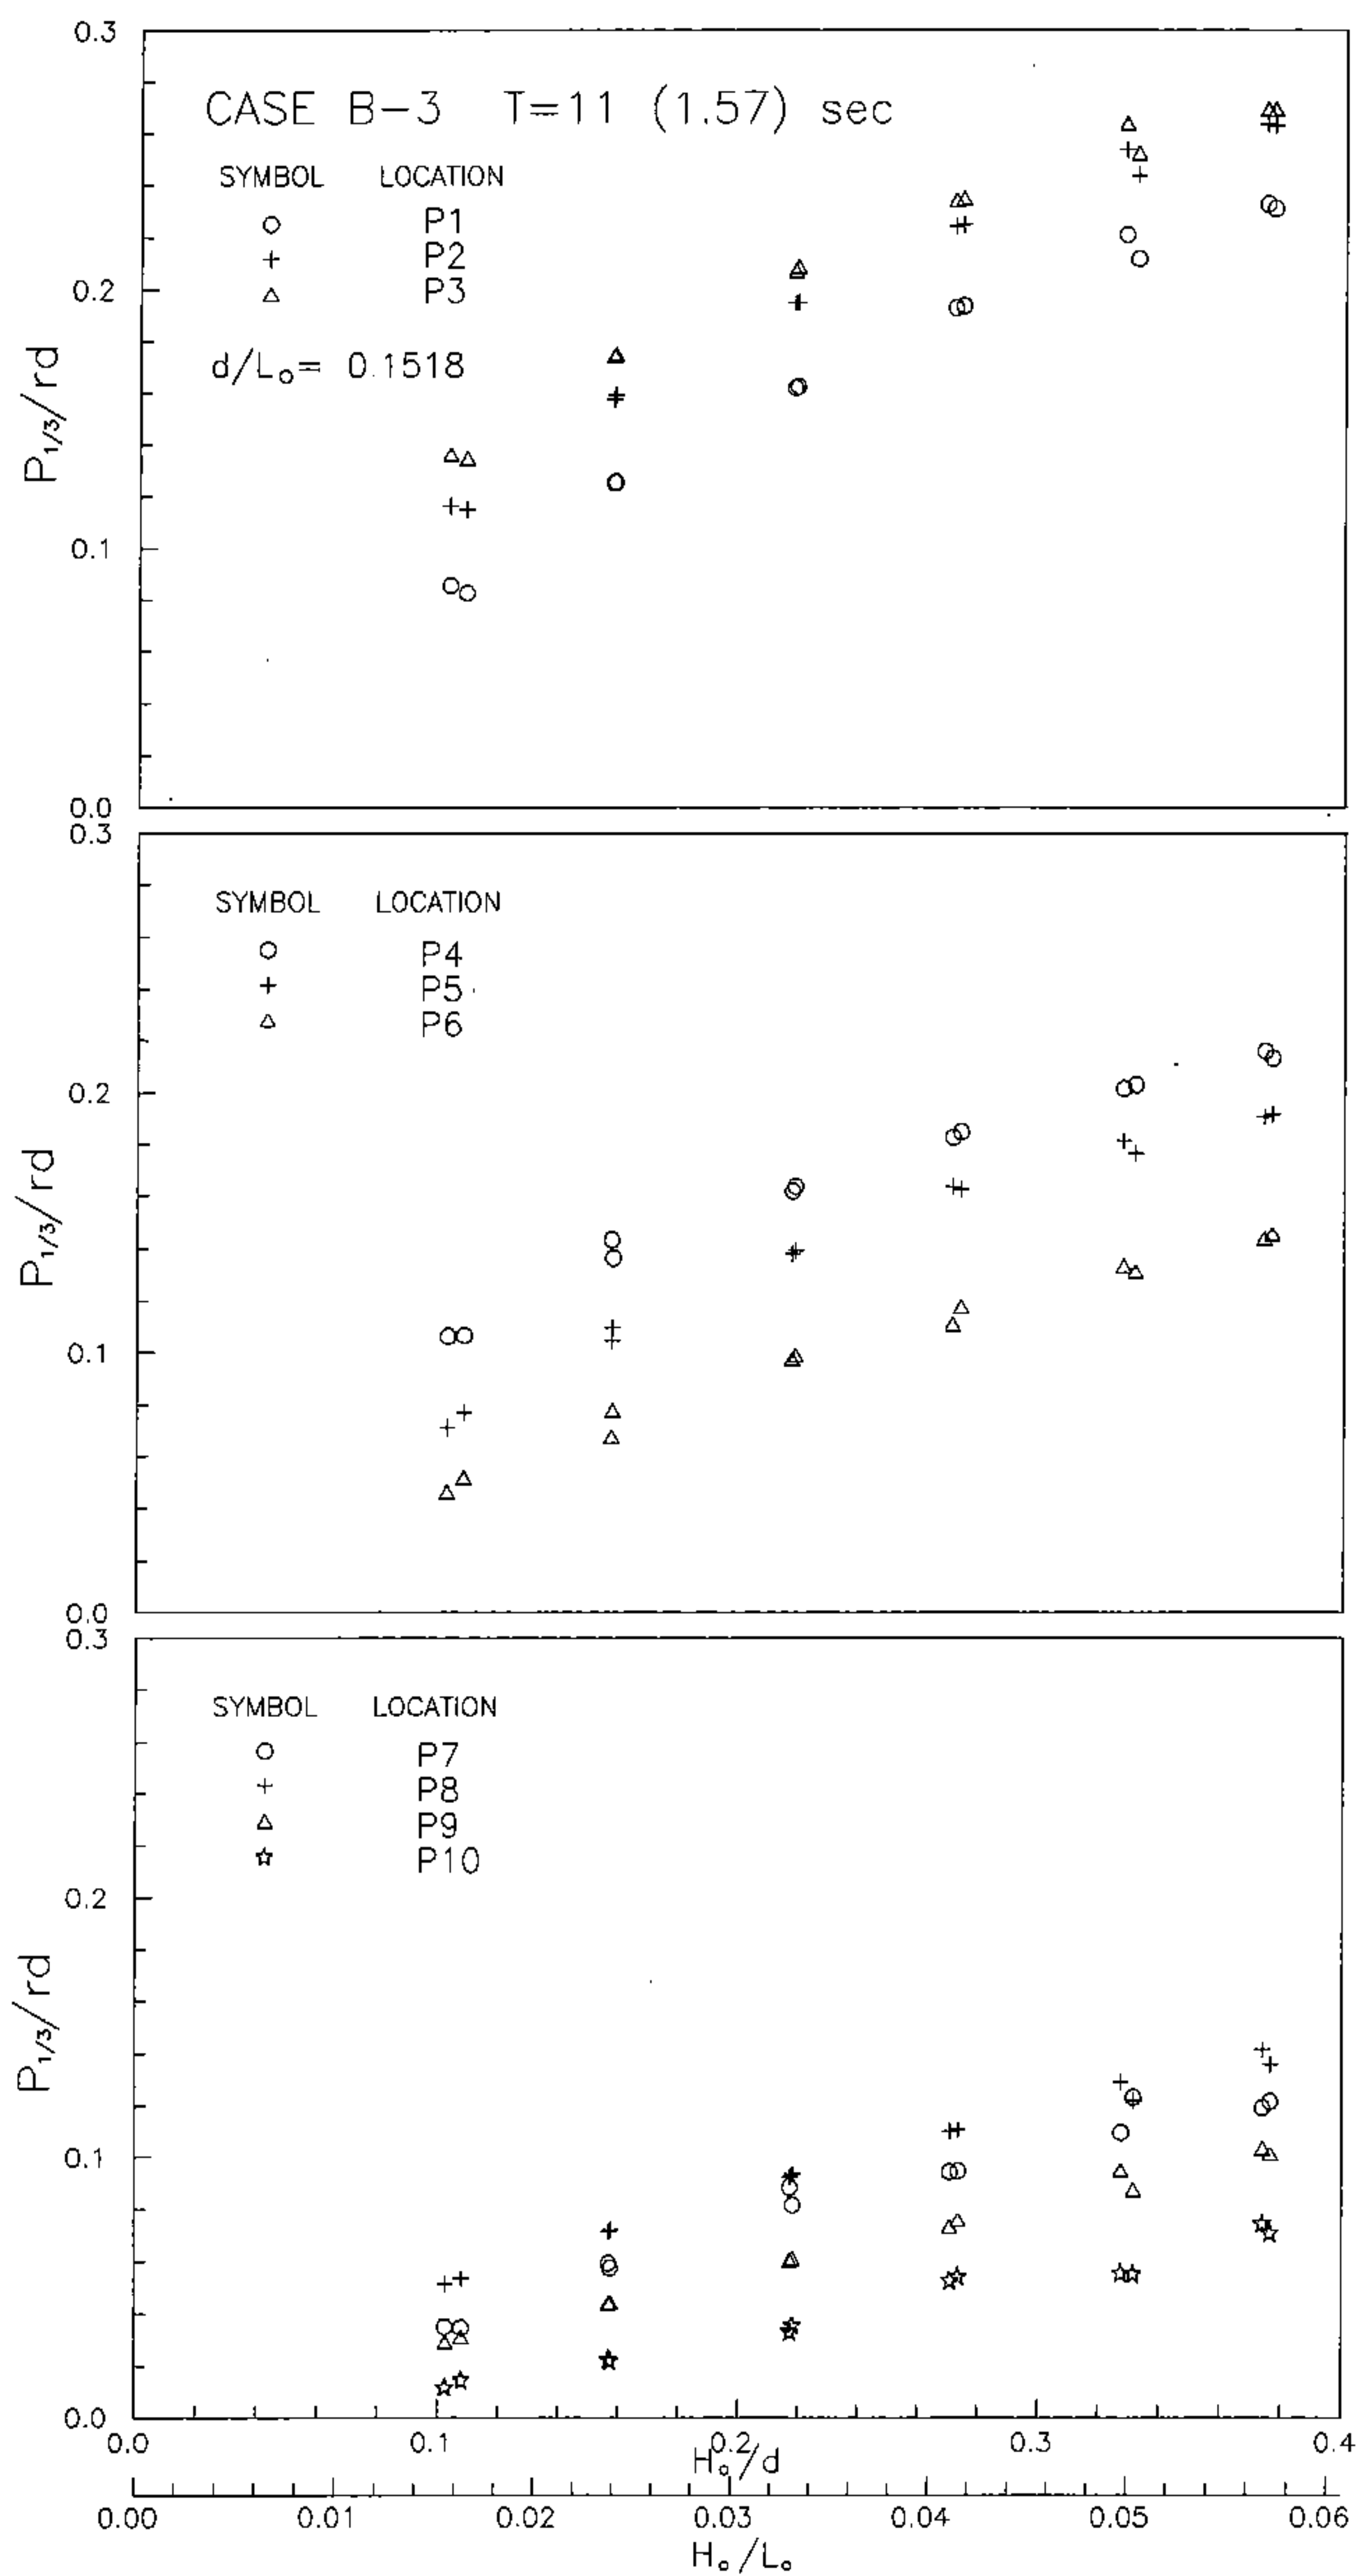 0.3
CASE B-3 T=11 (1.57) sec
SYMBOL LOCATION
P1
P2
P3
0.2
d/Lo= 0.1518
P1/3/rd
0.1
0.0
0.3
SYMBOL LOCATION
P4
P5
P6
0.2
P1/3/rd
0.1
0.0
0.3
SYMBOL LOCATION
P7
P8
P9
P10
0.2
P1/3/rd
0.1
0.0
0.0 0.1 0.2 0.3 0.4
Ho/d
0.00 0.01 0.02 0.03 0.04 0.05 0.06
Ho/Lo